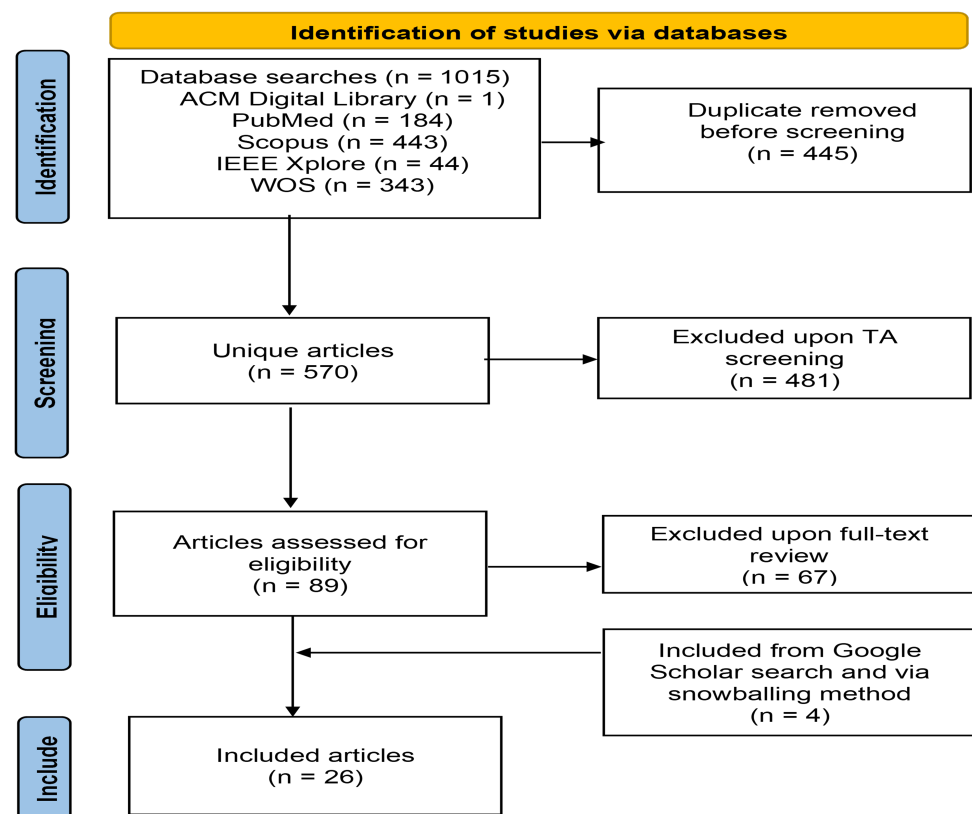 Identification of studies via databases
Identification
Database searches (n = 1015)
ACM Digital Library (n = 1)
PubMed (n = 184)
Scopus (n = 443)
IEEE Xplore (n = 44)
WOS (n = 343)
Duplicate removed
before screening
(n = 445)
Screening
Unique articles
(n = 570)
Excluded upon TA
screening
(n = 481)
Eligibility
Articles assessed for
eligibility
(n = 89)
Excluded upon full-text
review
(n = 67)
Included from Google
Scholar search and via
snowballing method
(n = 4)
Include
Included articles
(n = 26)